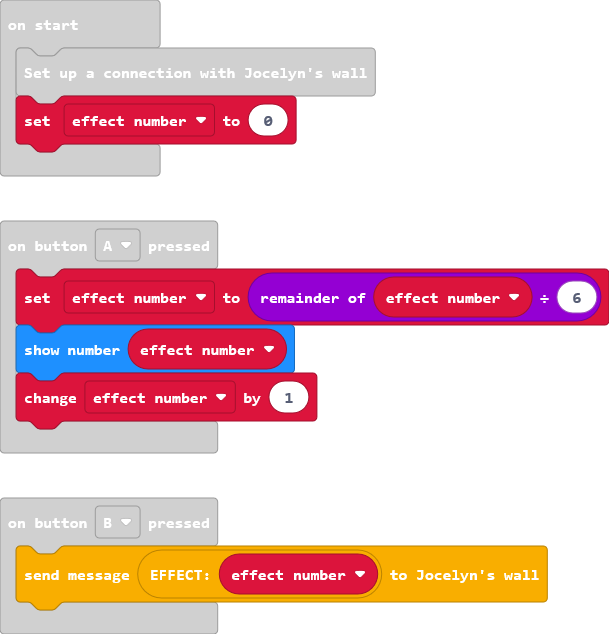 on start
Set up a connection with Jocelyn's wall
set effect number to 0
on button A pressed
set effect number to remainder of effect number ÷ 6
show number effect number
change effect number by 1
on button B pressed
send message EFFECT: effect number to Jocelyn's wall